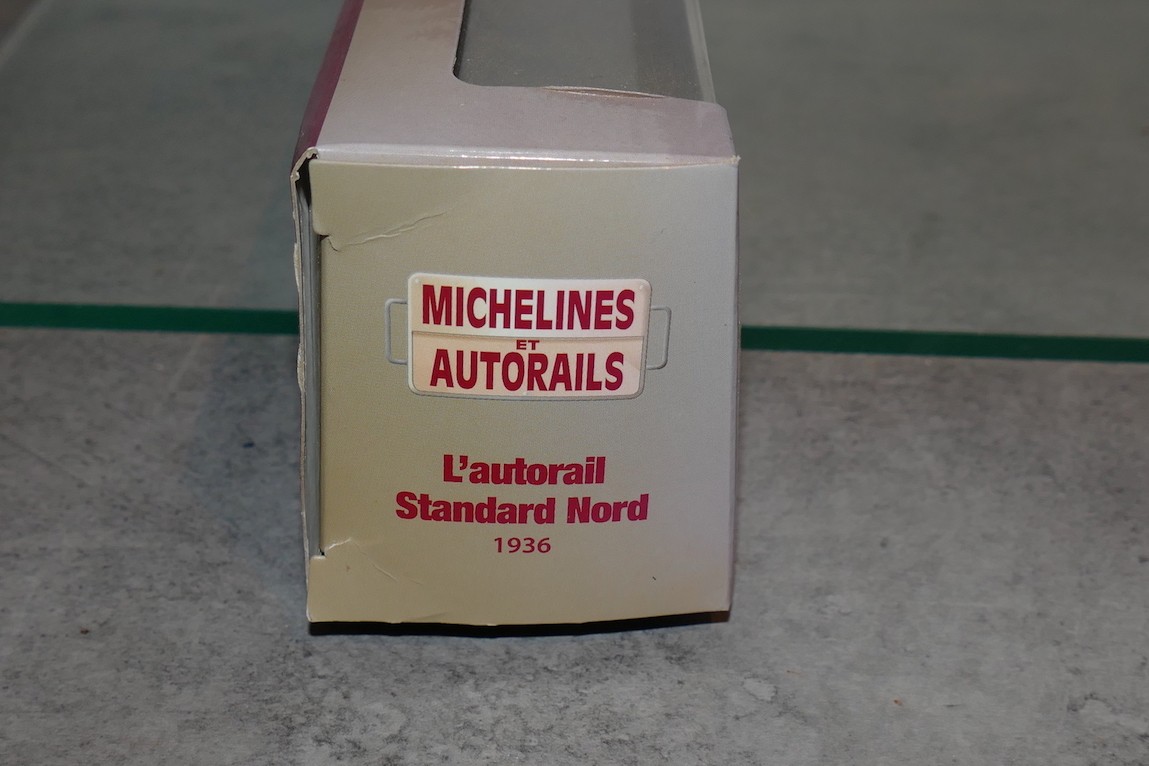 MICHELINES
ET
AUTORAILS
L'autorail
Standard Nord
1936